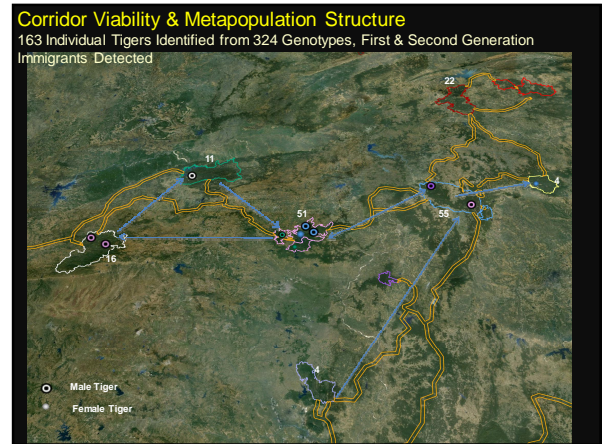 Corridor Viability & Metapopulation Structure
163 Individual Tigers Identified from 324 Genotypes, First & Second Generation
Immigrants Detected
22
11
4
51
55
16
4
Male Tiger
Female Tiger